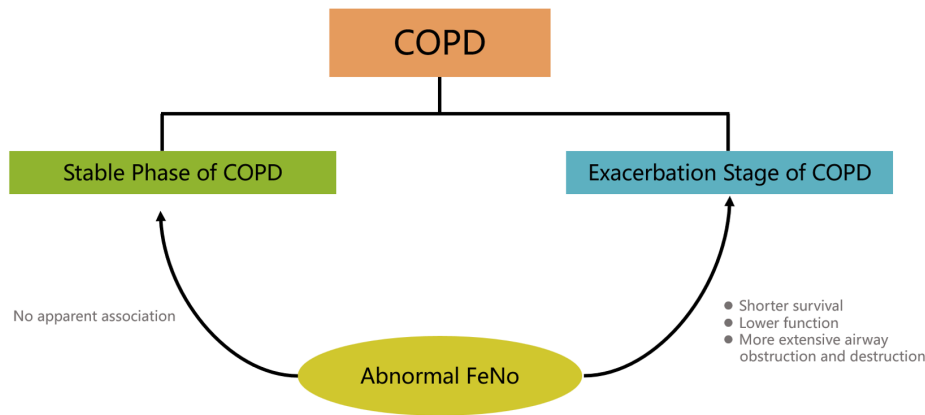 COPD
Stable Phase of COPD
Exacerbation Stage of COPD
No apparent association
Shorter survival
Lower function
More extensive airway
obstruction and destruction
Abnormal FeNo